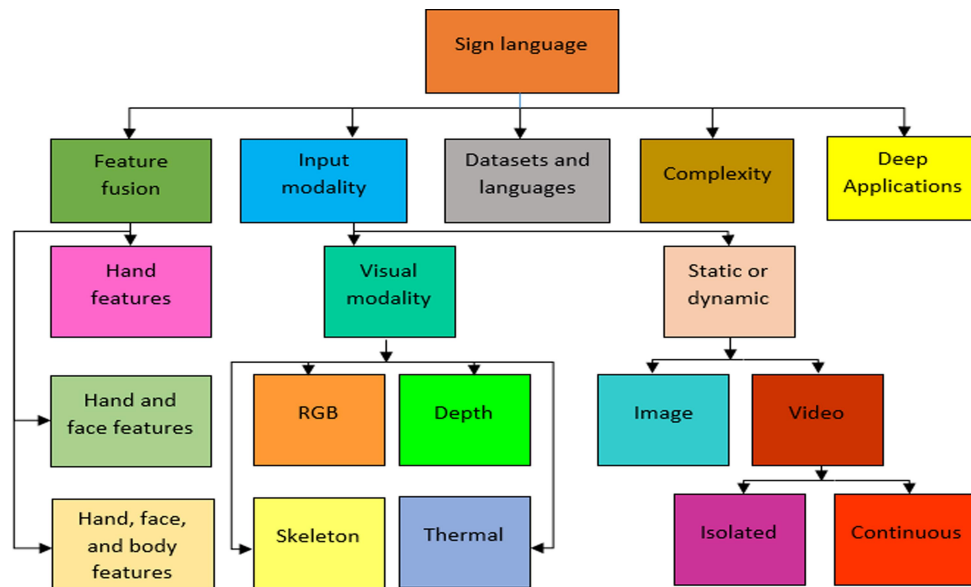 Sign language
Feature
fusion
Input
modality
Datasets and
languages
Complexity
Deep
Applications
Hand
features
Visual
modality
Static or
dynamic
Hand and
face features
RGB
Depth
Image
Video
Hand, face,
and body
features
Skeleton
Thermal
Isolated
Continuous